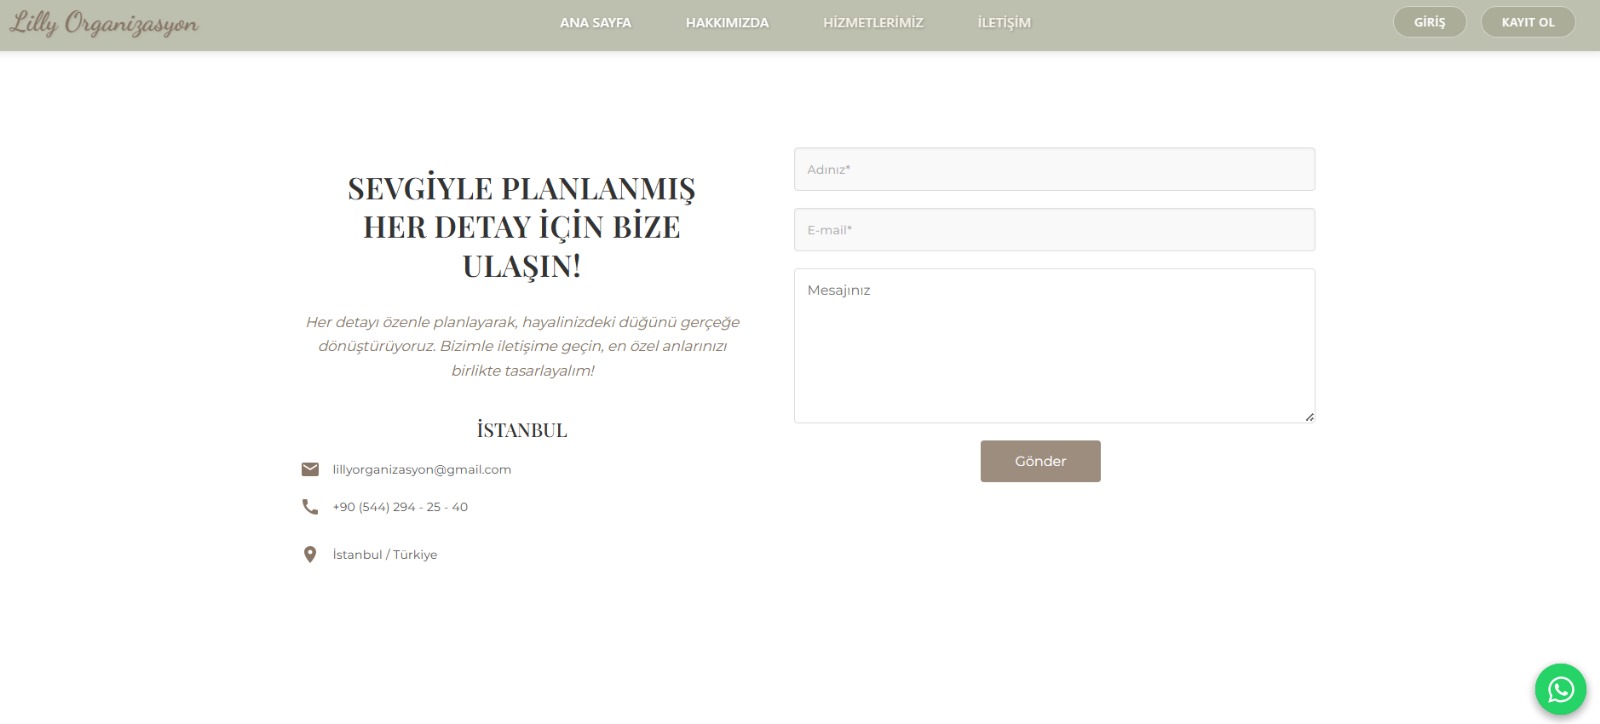 Lilly Organizasyon
ANA SAYFA
HAKKIMIZDA
HİZMETLERİMİZ
İLETİŞİM
GİRİŞ
KAYIT OL
SEVGİYLE PLANLANMIŞ
HER DETAY İÇİN BİZE
ULAŞIN!
Her detayı özenle planlayarak, hayalinizdeki düğünü gerçeğe
dönüştürüyoruz. Bizimle iletişime geçin, en özel anlarınızı
birlikte tasarlayalım!
İSTANBUL
lillyorganizasyon@gmail.com
+90 (544) 294 - 25 - 40
İstanbul / Türkiye
Adınız*
E-mail*
Mesajınız
Gönder